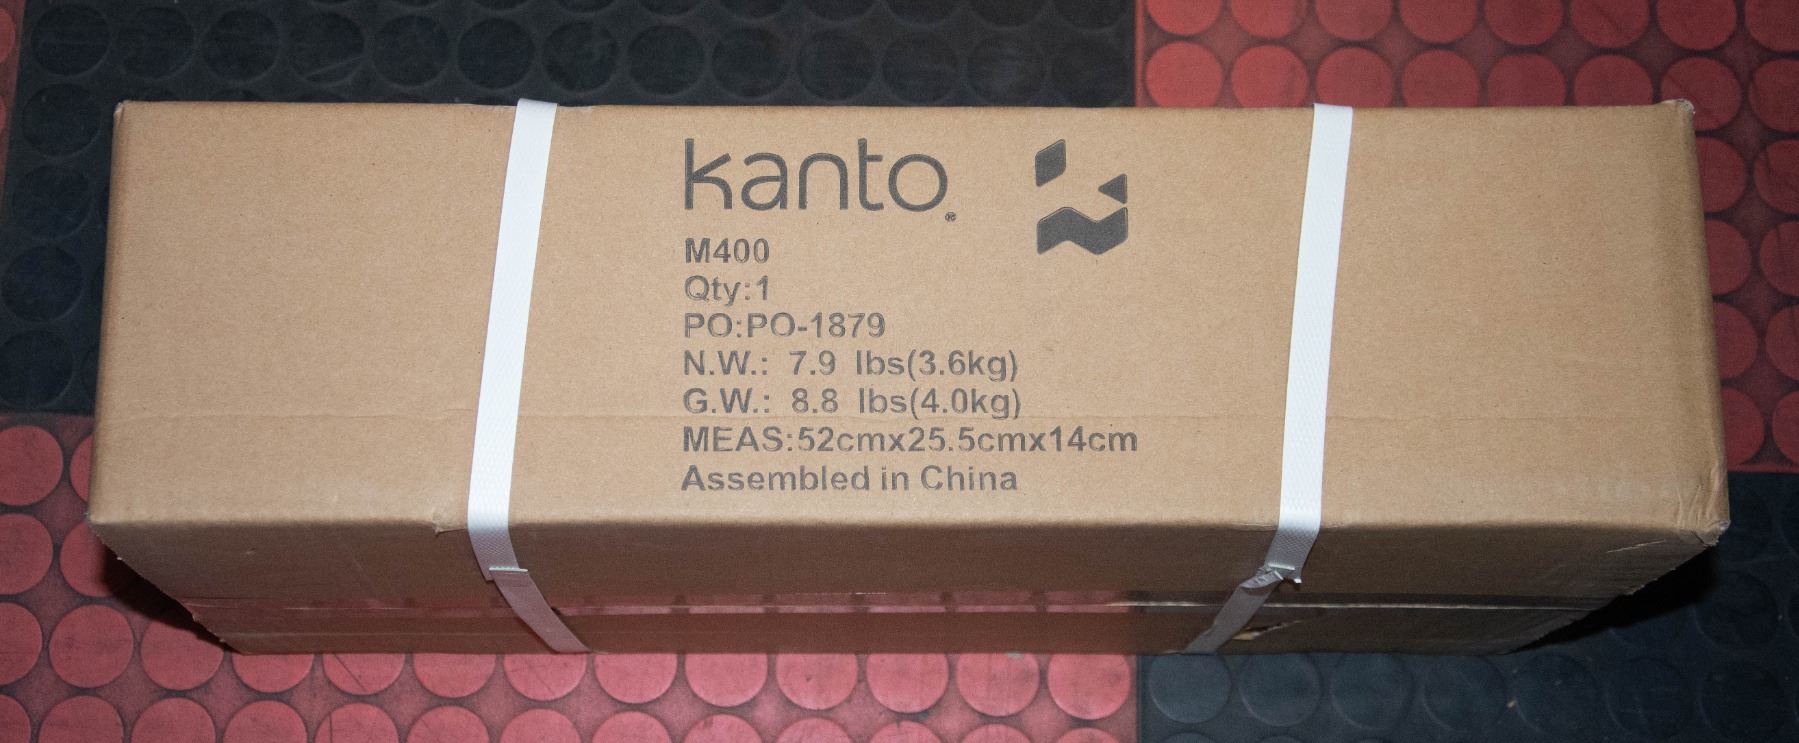 kanto®
M400
Qty:1
PO:PO-1879
N.W.: 7.9 lbs(3.6kg)
G.W.: 8.8 lbs(4.0kg)
MEAS:52cmx25.5cmx14cm
Assembled in China